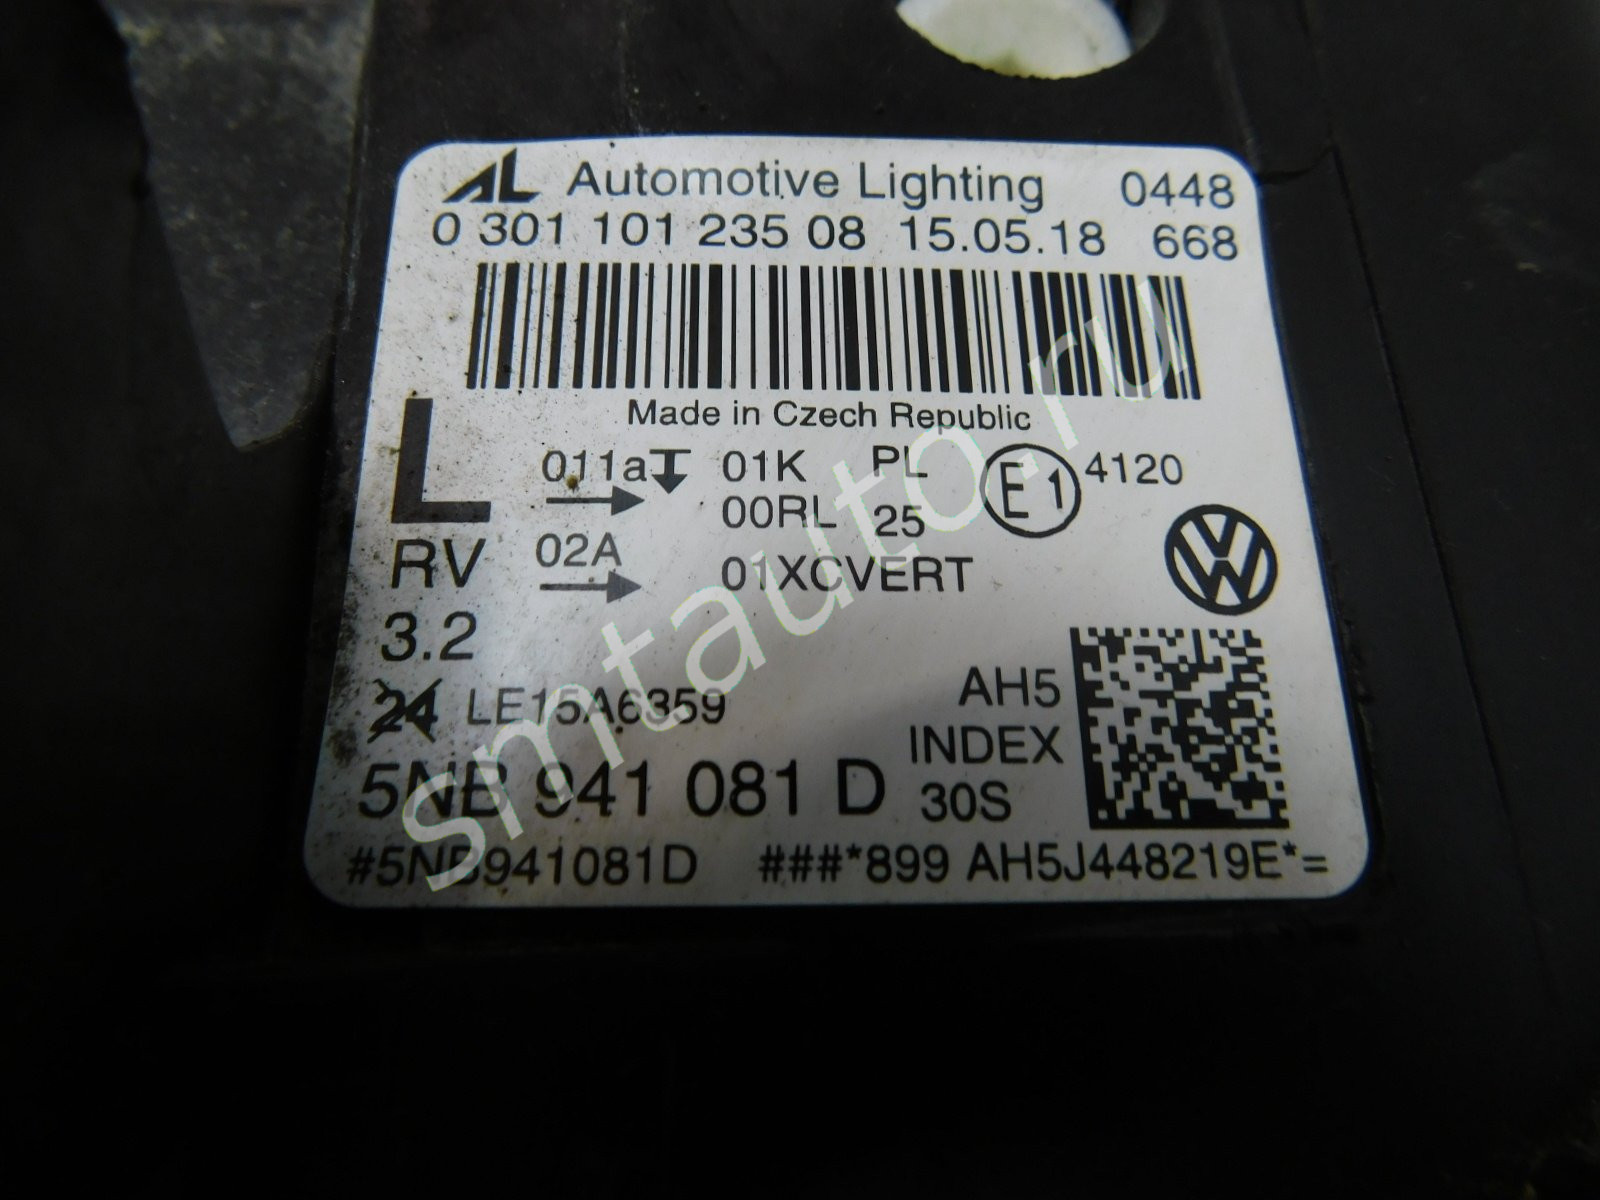 AL Automotive Lighting 0448
0 301 101 235 08 15.05.18 668
Made in Czech Republic
L 011a 01K PL E1 4120
00RL 25
RV 02A 01XCVERT
3.2
24 LE15A6359 AH5
INDEX
5NB 941 081 D 30S
#5NB941081D ###*899 AH5J448219E*=
smtauto.ru